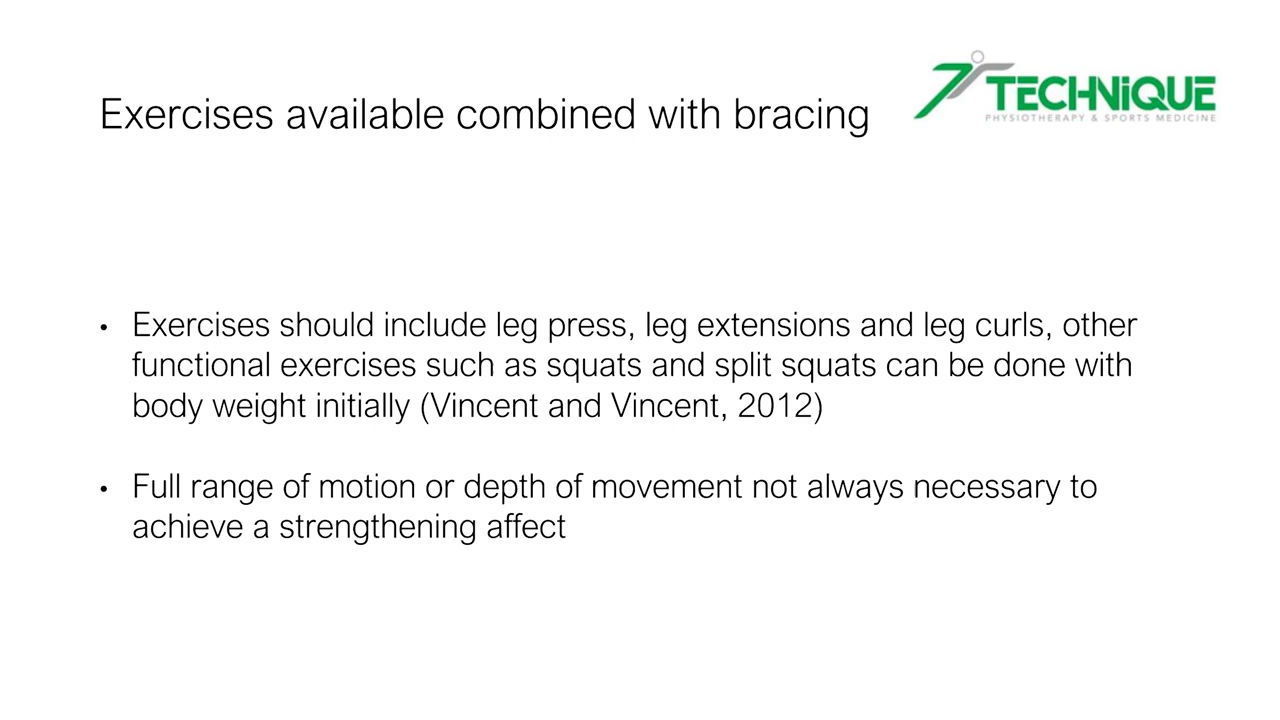 Exercises available combined with bracing
TECHNIQUE
PHYSIOTHERAPY & SPORTS MEDICINE
• Exercises should include leg press, leg extensions and leg curls, other
functional exercises such as squats and split squats can be done with
body weight initially (Vincent and Vincent, 2012)
• Full range of motion or depth of movement not always necessary to
achieve a strengthening affect